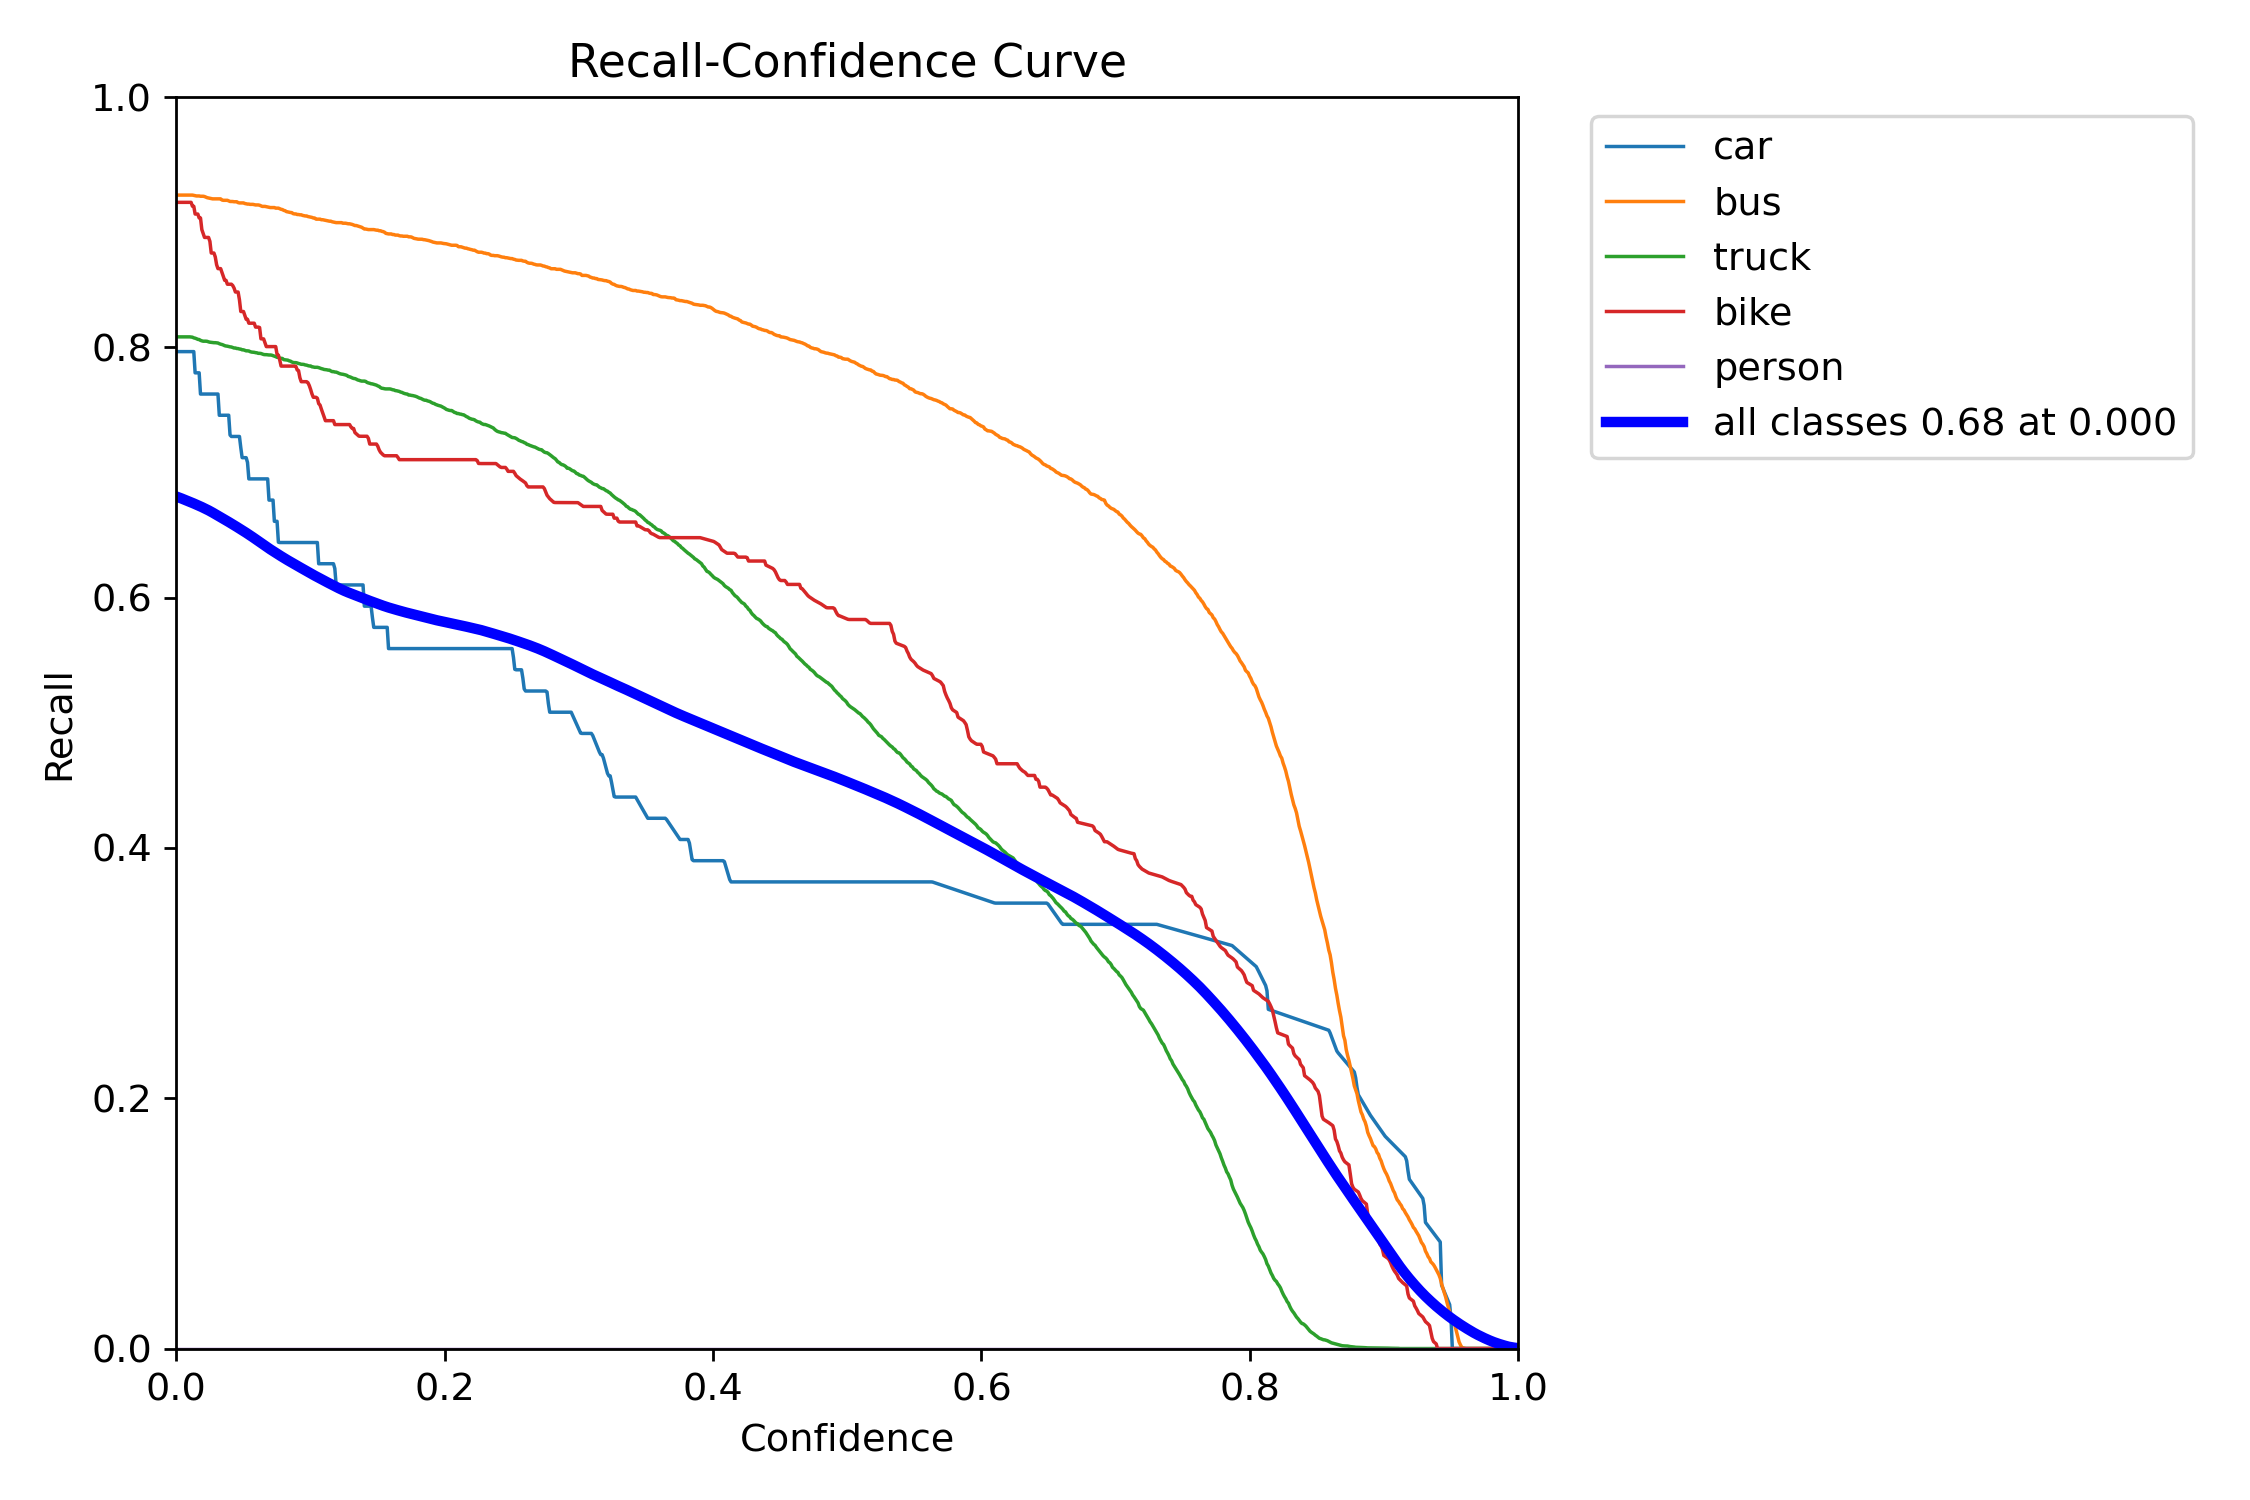 Recall-Confidence Curve
1.0
0.8
0.6
0.4
0.2
0.0
Recall
0.0 0.2 0.4 0.6 0.8 1.0
Confidence
car
bus
truck
bike
person
all classes 0.68 at 0.000